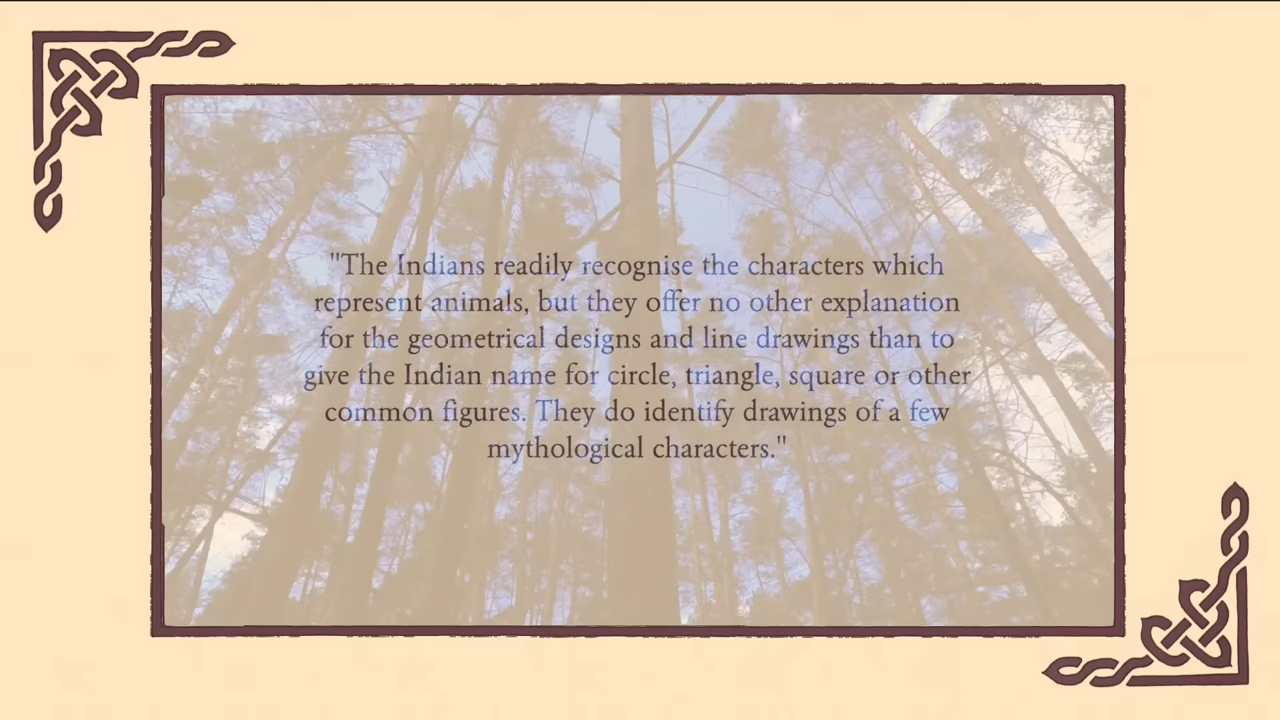 "The Indians readily recognise the characters which
represent animals, but they offer no other explanation
for the geometrical designs and line drawings than to
give the Indian name for circle, triangle, square or other
common figures. They do identify drawings of a few
mythological characters."